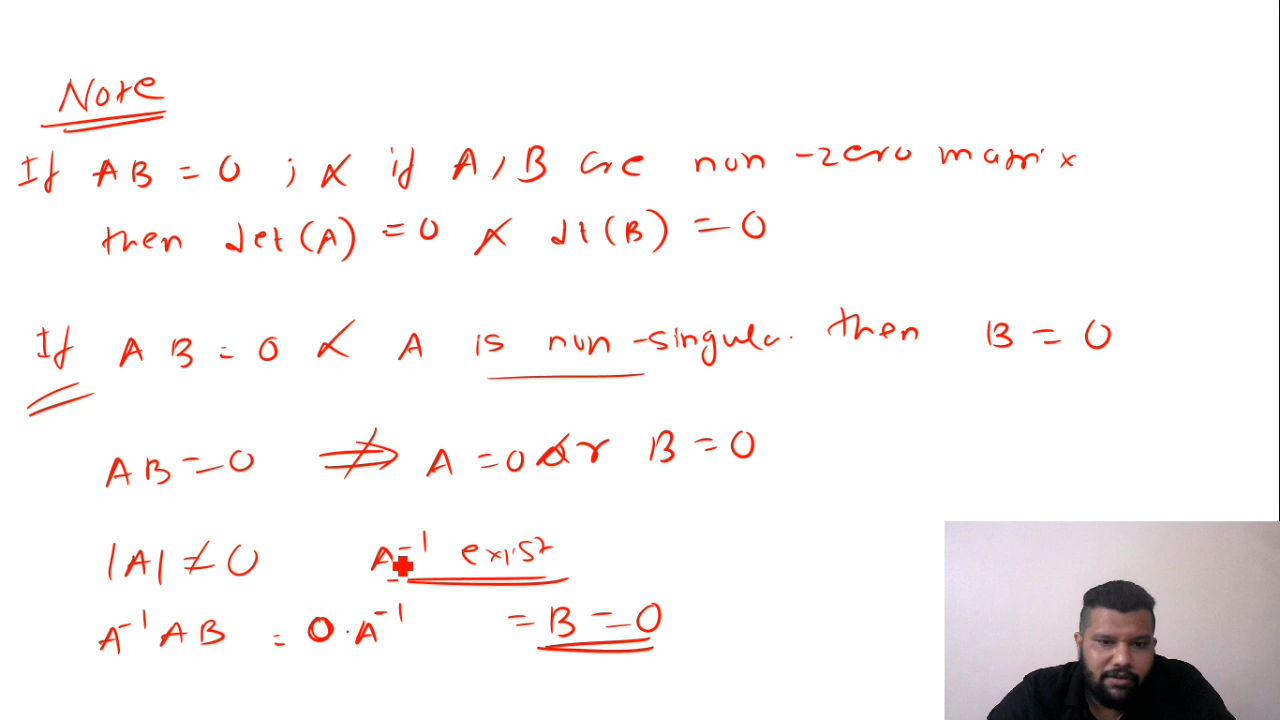 Note
If AB = 0 ; & if A, B are non-zero matrix
then det(A) = 0 & dt(B) = 0
If AB = 0 & A is non-singular then B = 0
AB = 0 ⇏ A = 0 or B = 0
|A| ≠ 0 A⁻¹ exist
A⁻¹AB = 0·A⁻¹ = B = 0